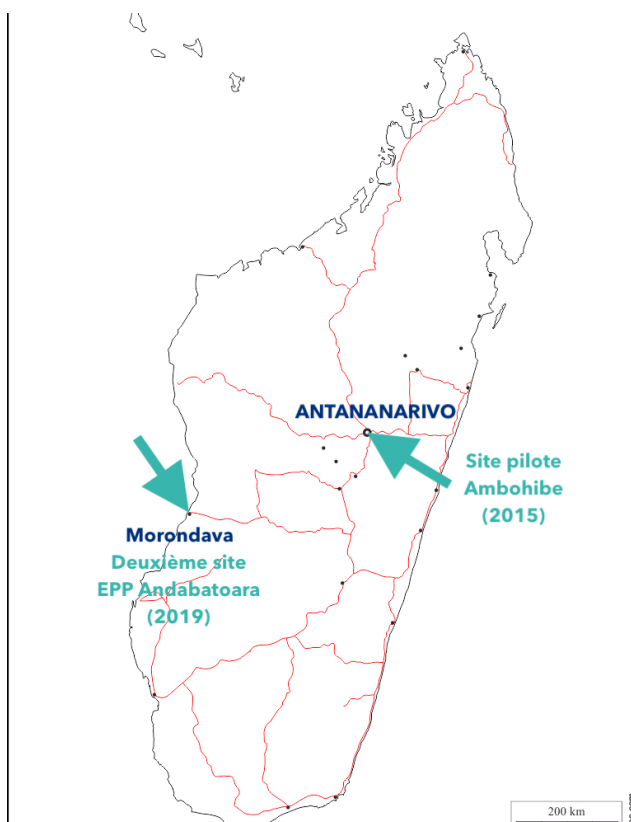 ANTANANARIVO
Site pilote
Ambohibe
(2015)
Morondava
Deuxième site
EPP Andabatoara
(2019)
200 km